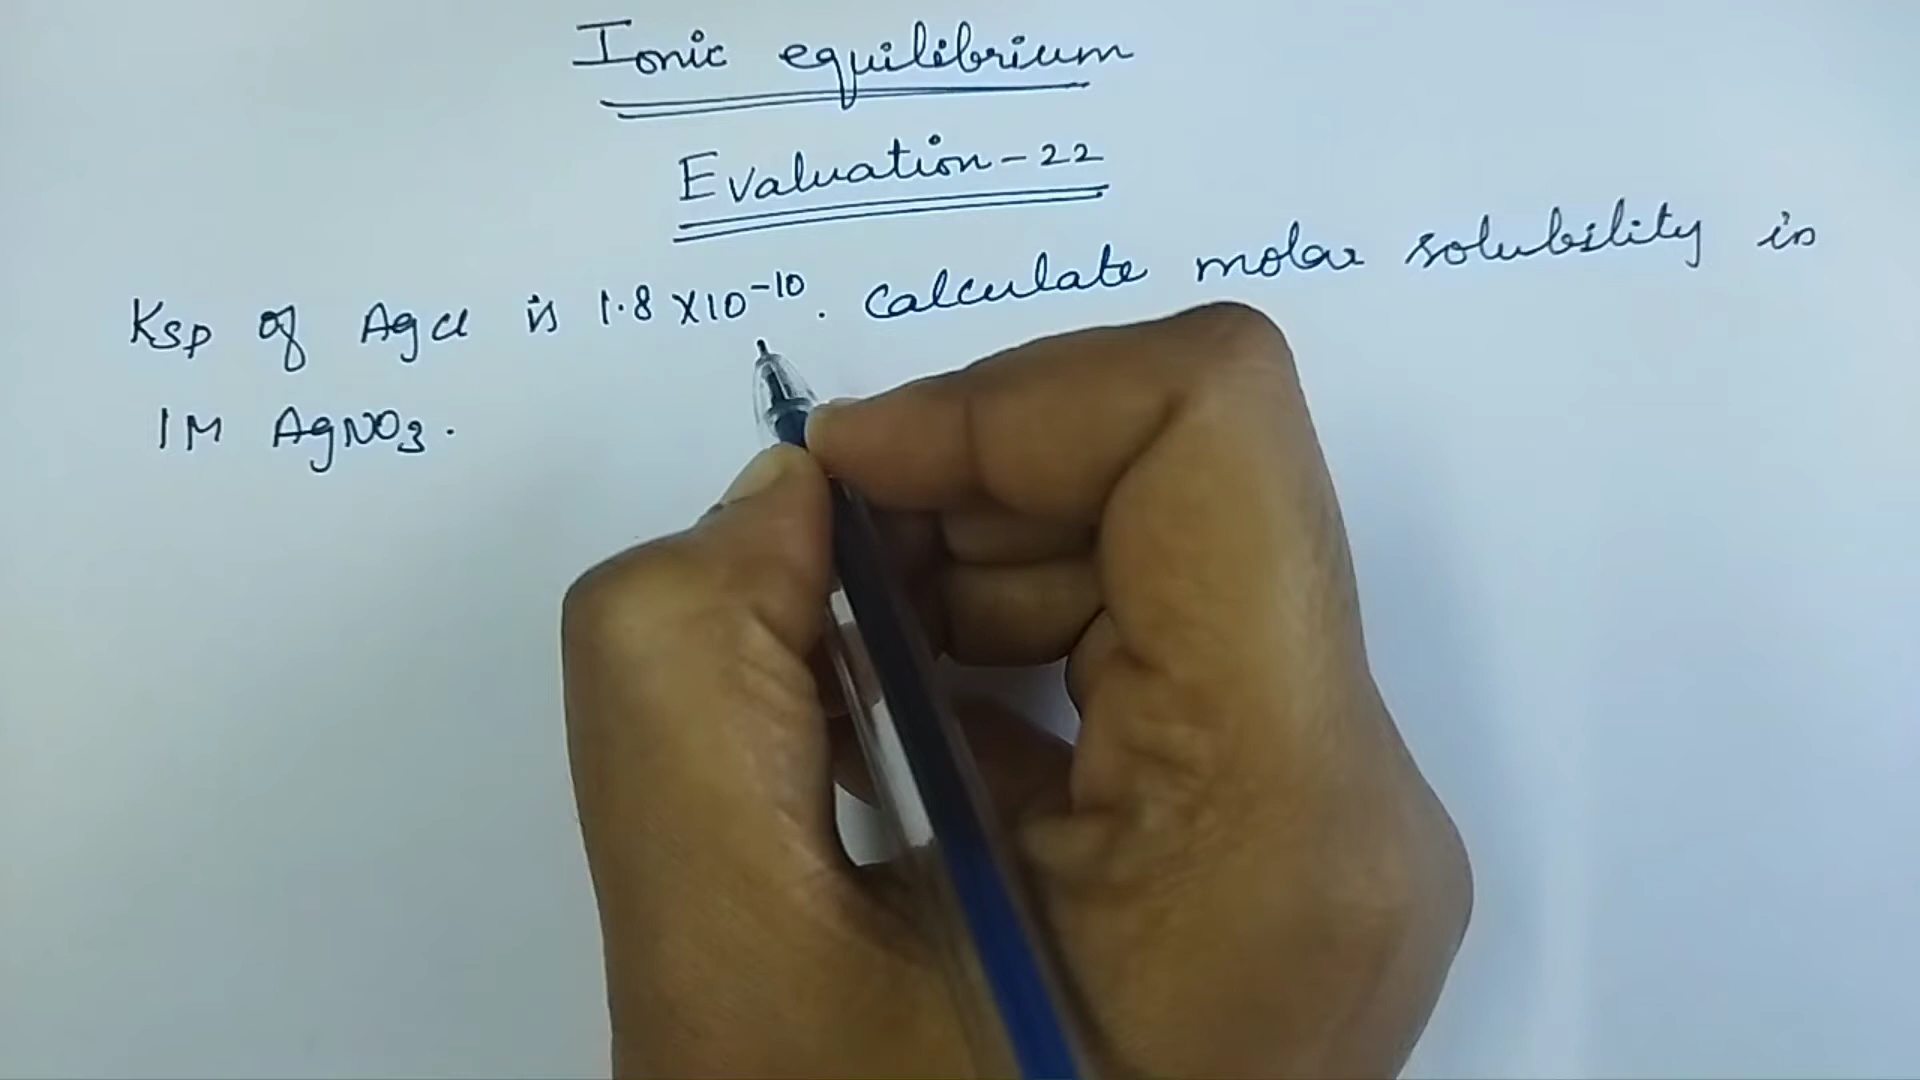 Ionic equilibrium
Evaluation-22
Ksp of AgCl is 1.8 X10⁻¹⁰. Calculate molar solubility in
1M AgNO₃.